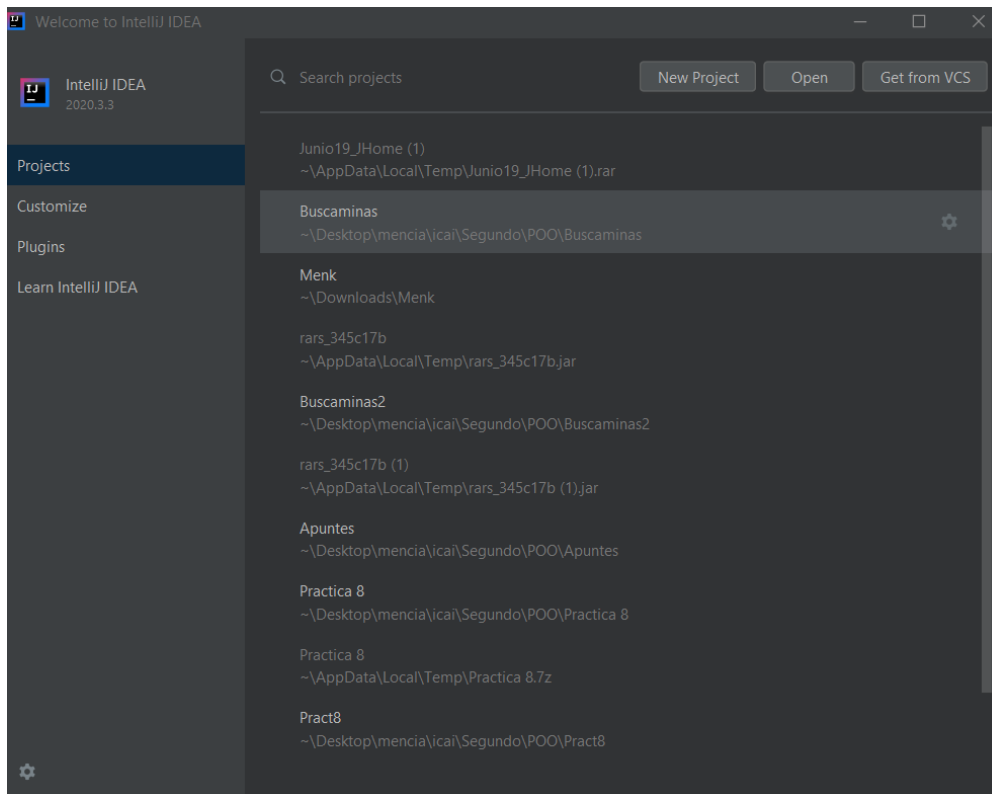 Welcome to IntelliJ IDEA
IntelliJ IDEA
2020.3.3
Projects
Customize
Plugins
Learn IntelliJ IDEA
Search projects
New Project
Open
Get from VCS
Junio19_JHome (1)
~\AppData\Local\Temp\Junio19_JHome (1).rar
Buscaminas
~\Desktop\mencia\icai\Segundo\POO\Buscaminas
Menk
~\Downloads\Menk
rars_345c17b
~\AppData\Local\Temp\rars_345c17b.jar
Buscaminas2
~\Desktop\mencia\icai\Segundo\POO\Buscaminas2
rars_345c17b (1)
~\AppData\Local\Temp\rars_345c17b (1).jar
Apuntes
~\Desktop\mencia\icai\Segundo\POO\Apuntes
Practica 8
~\Desktop\mencia\icai\Segundo\POO\Practica 8
Practica 8
~\AppData\Local\Temp\Practica 8.7z
Pract8
~\Desktop\mencia\icai\Segundo\POO\Pract8